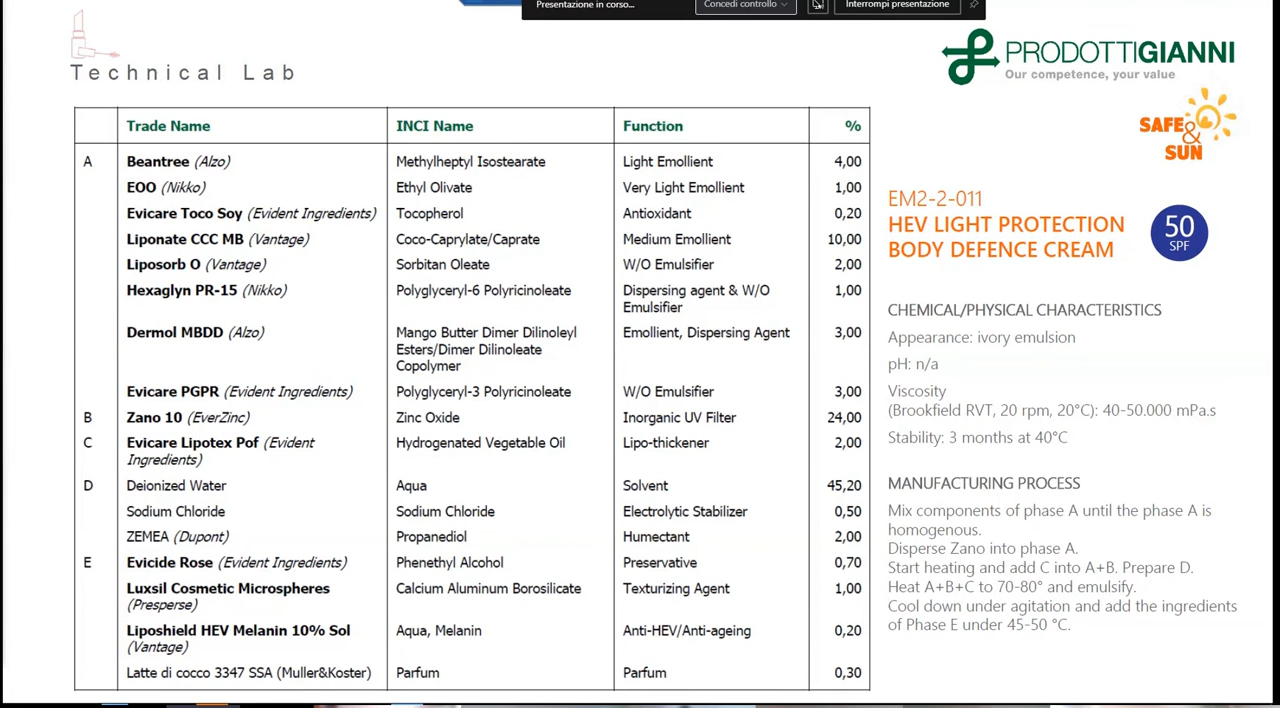 Presentazione in corso...
Concedi controllo
Interrompi presentazione
Technical Lab
PRODOTTIGIANNI
Our competence, your value
SAFE
&
SUN
Trade Name INCI Name Function %
A Beantree (Alzo) Methylheptyl Isostearate Light Emollient 4,00
EOO (Nikko) Ethyl Olivate Very Light Emollient 1,00
Evicare Toco Soy (Evident Ingredients) Tocopherol Antioxidant 0,20
Liponate CCC MB (Vantage) Coco-Caprylate/Caprate Medium Emollient 10,00
Liposorb O (Vantage) Sorbitan Oleate W/O Emulsifier 2,00
Hexaglyn PR-15 (Nikko) Polyglyceryl-6 Polyricinoleate Dispersing agent & W/O 1,00
Emulsifier
Dermol MBDD (Alzo) Mango Butter Dimer Dilinoleyl Emollient, Dispersing Agent 3,00
Esters/Dimer Dilinoleate
Copolymer
Evicare PGPR (Evident Ingredients) Polyglyceryl-3 Polyricinoleate W/O Emulsifier 3,00
B Zano 10 (EverZinc) Zinc Oxide Inorganic UV Filter 24,00
C Evicare Lipotex Pof (Evident Hydrogenated Vegetable Oil Lipo-thickener 2,00
Ingredients)
D Deionized Water Aqua Solvent 45,20
Sodium Chloride Sodium Chloride Electrolytic Stabilizer 0,50
ZEMEA (Dupont) Propanediol Humectant 2,00
E Evicide Rose (Evident Ingredients) Phenethyl Alcohol Preservative 0,70
Luxsil Cosmetic Microspheres Calcium Aluminum Borosilicate Texturizing Agent 1,00
(Presperse)
Liposhield HEV Melanin 10% Sol Aqua, Melanin Anti-HEV/Anti-ageing 0,20
(Vantage)
Latte di cocco 3347 SSA (Muller&Koster) Parfum Parfum 0,30
EM2-2-011
HEV LIGHT PROTECTION
BODY DEFENCE CREAM
50
SPF
CHEMICAL/PHYSICAL CHARACTERISTICS
Appearance: ivory emulsion
pH: n/a
Viscosity
(Brookfield RVT, 20 rpm, 20°C): 40-50.000 mPa.s
Stability: 3 months at 40°C
MANUFACTURING PROCESS
Mix components of phase A until the phase A is
homogenous.
Disperse Zano into phase A.
Start heating and add C into A+B. Prepare D.
Heat A+B+C to 70-80° and emulsify.
Cool down under agitation and add the ingredients
of Phase E under 45-50 °C.